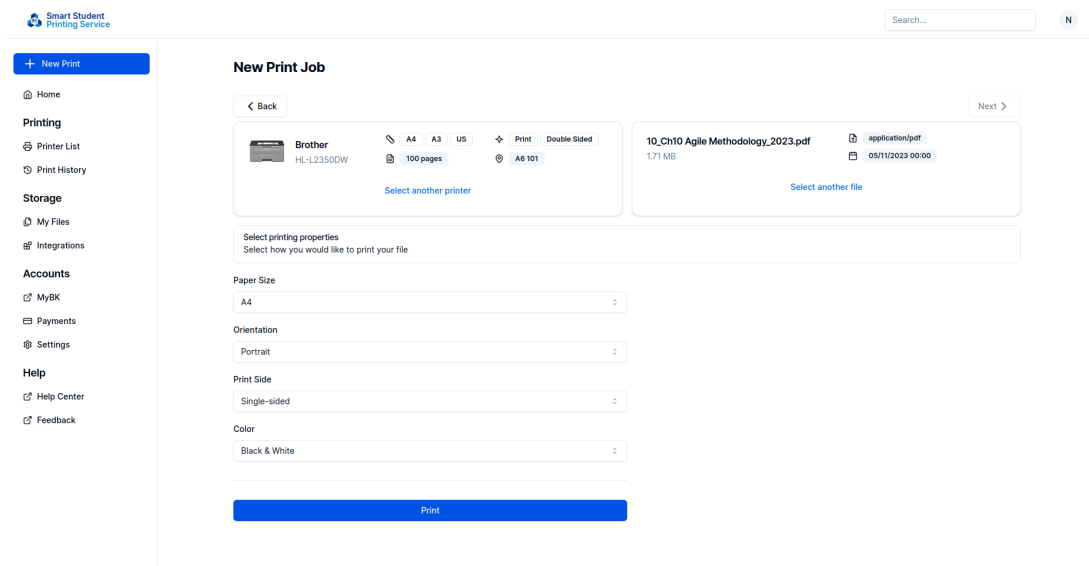 Smart Student
Printing Service
Search...
N
New Print
Home
Printing
Printer List
Print History
Storage
My Files
Integrations
Accounts
MyBK
Payments
Settings
Help
Help Center
Feedback
New Print Job
Back
Next
Brother
HL-L2350DW
A4 A3 US
100 pages
Print Double Sided
A6 101
Select another printer
10_Ch10 Agile Methodology_2023.pdf
1.71 MB
application/pdf
05/11/2023 00:00
Select another file
Select printing properties
Select how you would like to print your file
Paper Size
A4
Orientation
Portrait
Print Side
Single-sided
Color
Black & White
Print